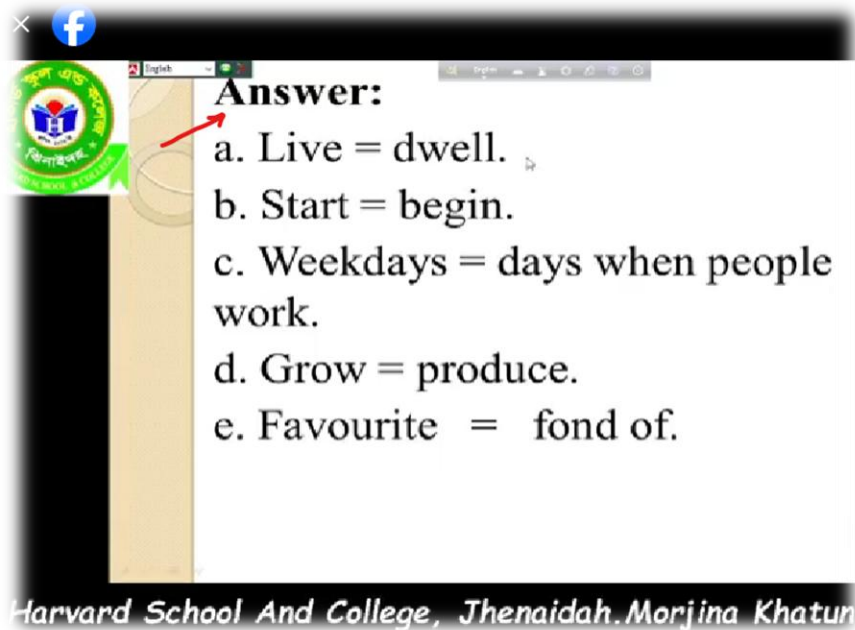 English
Answer:
a. Live = dwell.
b. Start = begin.
c. Weekdays = days when people
work.
d. Grow = produce.
e. Favourite = fond of.
Harvard School And College, Jhenaidah.Morjina Khatun